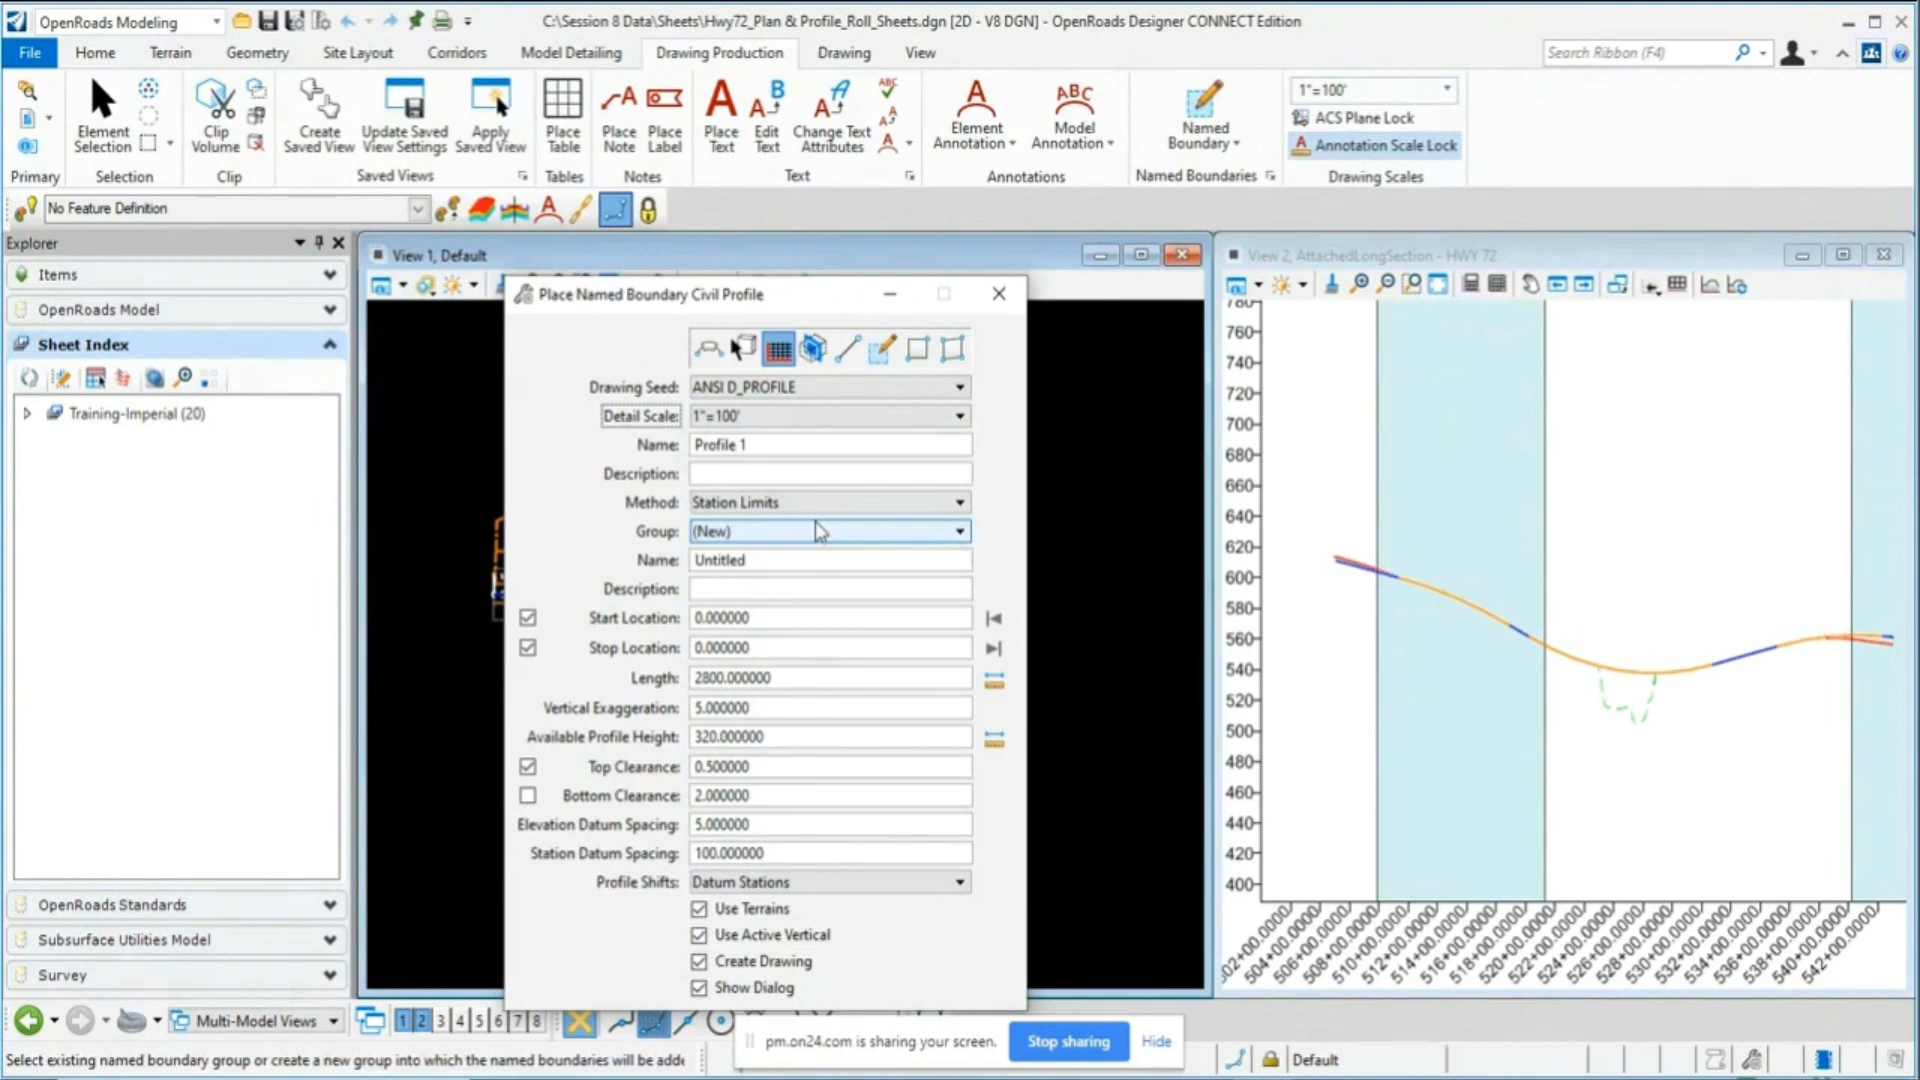 OpenRoads Modeling
C:\Session 8 Data\Sheets\Hwy72_Plan & Profile_Roll_Sheets.dgn [2D - V8 DGN] - OpenRoads Designer CONNECT Edition
File Home Terrain Geometry Site Layout Corridors Model Detailing Drawing Production Drawing View
Search Ribbon (F4)
Element Selection
Clip Volume
Create Saved View
Update Saved View Settings
Apply Saved View
Place Table
Place Note
Place Label
Place Text
Edit Text
Change Text Attributes
Element Annotation
Model Annotation
Named Boundary
1"=100'
ACS Plane Lock
Annotation Scale Lock
Primary Selection Clip Saved Views Tables Notes Text Annotations Named Boundaries Drawing Scales
No Feature Definition
Explorer
Items
OpenRoads Model
Sheet Index
Training-Imperial (20)
OpenRoads Standards
Subsurface Utilities Model
Survey
View 1, Default
View 2, AttachedLongSection - HWY 72
Place Named Boundary Civil Profile
Drawing Seed: ANSI D_PROFILE
Detail Scale: 1"=100'
Name: Profile 1
Description:
Method: Station Limits
Group: (New)
Name: Untitled
Description:
Start Location: 0.000000
Stop Location: 0.000000
Length: 2800.000000
Vertical Exaggeration: 5.000000
Available Profile Height: 320.000000
Top Clearance: 0.500000
Bottom Clearance: 2.000000
Elevation Datum Spacing: 5.000000
Station Datum Spacing: 100.000000
Profile Shifts: Datum Stations
Use Terrains
Use Active Vertical
Create Drawing
Show Dialog
780
760
740
720
700
680
660
640
620
600
580
560
540
520
500
480
460
440
420
400
502+00.0000
504+00.0000
506+00.0000
508+00.0000
510+00.0000
512+00.0000
514+00.0000
516+00.0000
518+00.0000
520+00.0000
522+00.0000
524+00.0000
526+00.0000
528+00.0000
530+00.0000
532+00.0000
534+00.0000
536+00.0000
538+00.0000
540+00.0000
542+00.0000
Multi-Model Views
1 2 3 4 5 6 7 8
pm.on24.com is sharing your screen. Stop sharing Hide
Select existing named boundary group or create a new group into which the named boundaries will be adde
Default